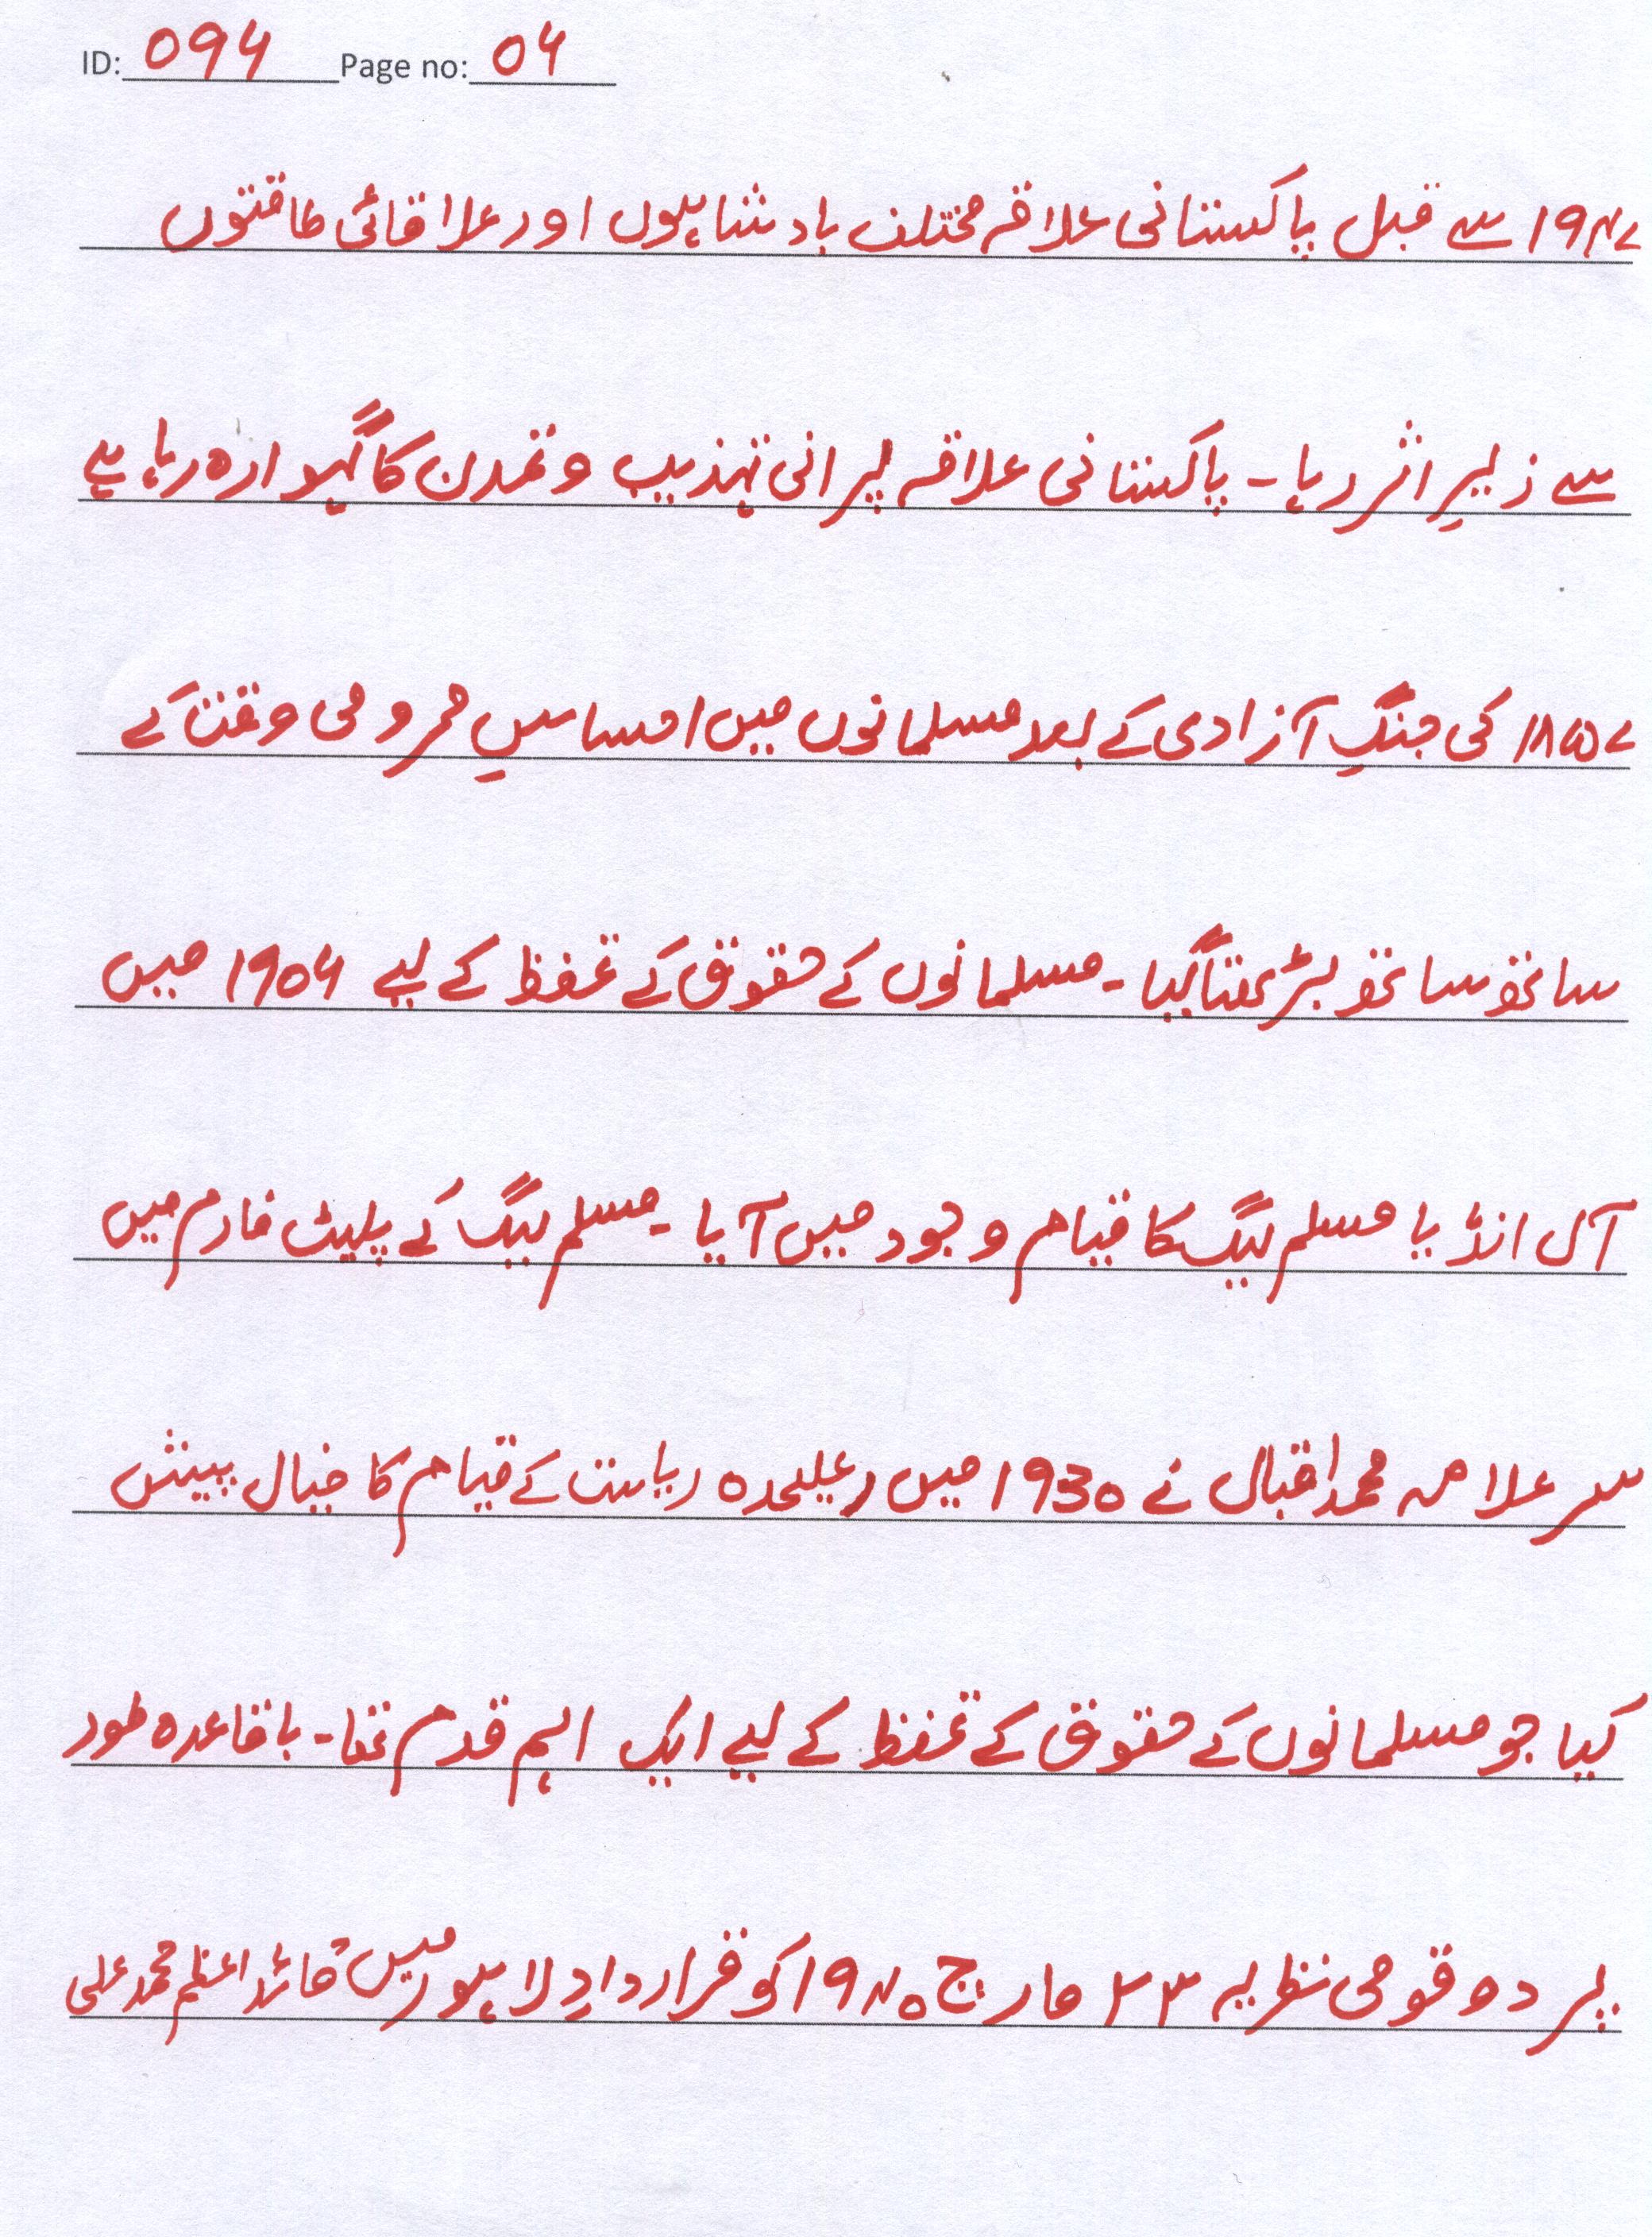 ID: 094 Page no: 04
۱۹۴۷ سے قبل پاکستانی علاقہ مختلف بادشاہوں اور علاقائی طاقتوں
سے زیرِ اثر رہا۔ پاکستانی علاقہ پرانی تہذیب و تمدن کا گہوارہ رہا ہے
۱۸۵۷ کی جنگِ آزادی کے بعد مسلمانوں میں احساسِ محرومی وقت کے
ساتھ ساتھ بڑھتا گیا۔ مسلمانوں کے حقوق کے تحفظ کے لیے ۱۹۰۶ میں
آل انڈیا مسلم لیگ کا قیام وجود میں آیا۔ مسلم لیگ کے پلیٹ فارم میں
سر علامہ محمد اقبال نے 1930 میں علیحدہ ریاست کے قیام کا خیال پیش
کیا جو مسلمانوں کے حقوق کے تحفظ کے لیے ایک اہم قدم تھا۔ باقاعدہ طور
پر دو قومی نظریہ ۲۳ مارچ ۱۹۴۰ کو قراردادِ لاہور میں قائد اعظم محمد علی